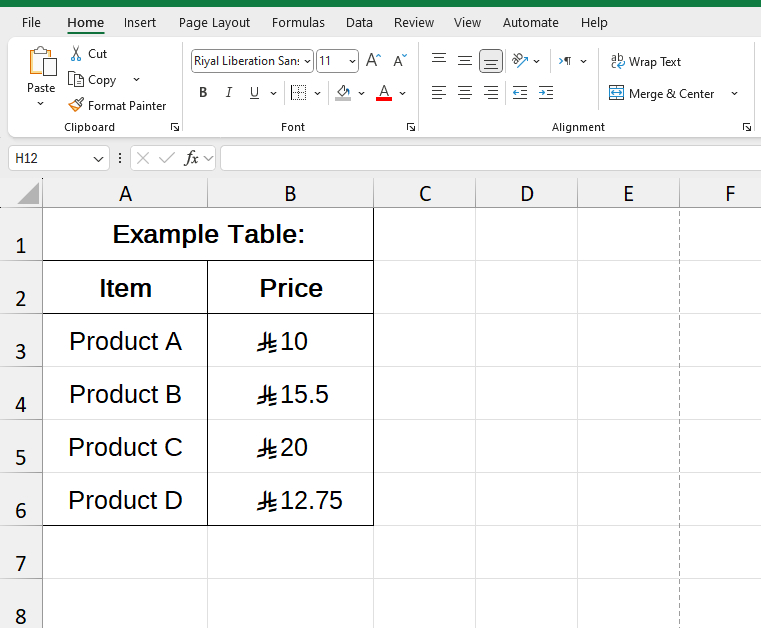 File Home Insert Page Layout Formulas Data Review View Automate Help
Cut
Copy
Format Painter
Paste
Clipboard
Riyal Liberation Sans 11 A A
B I U A
Font
ab Wrap Text
Merge & Center
Alignment
H12 fx
A B C D E F
1 Example Table:
2 Item Price
3 Product A ⃁10
4 Product B ⃁15.5
5 Product C ⃁20
6 Product D ⃁12.75
7
8